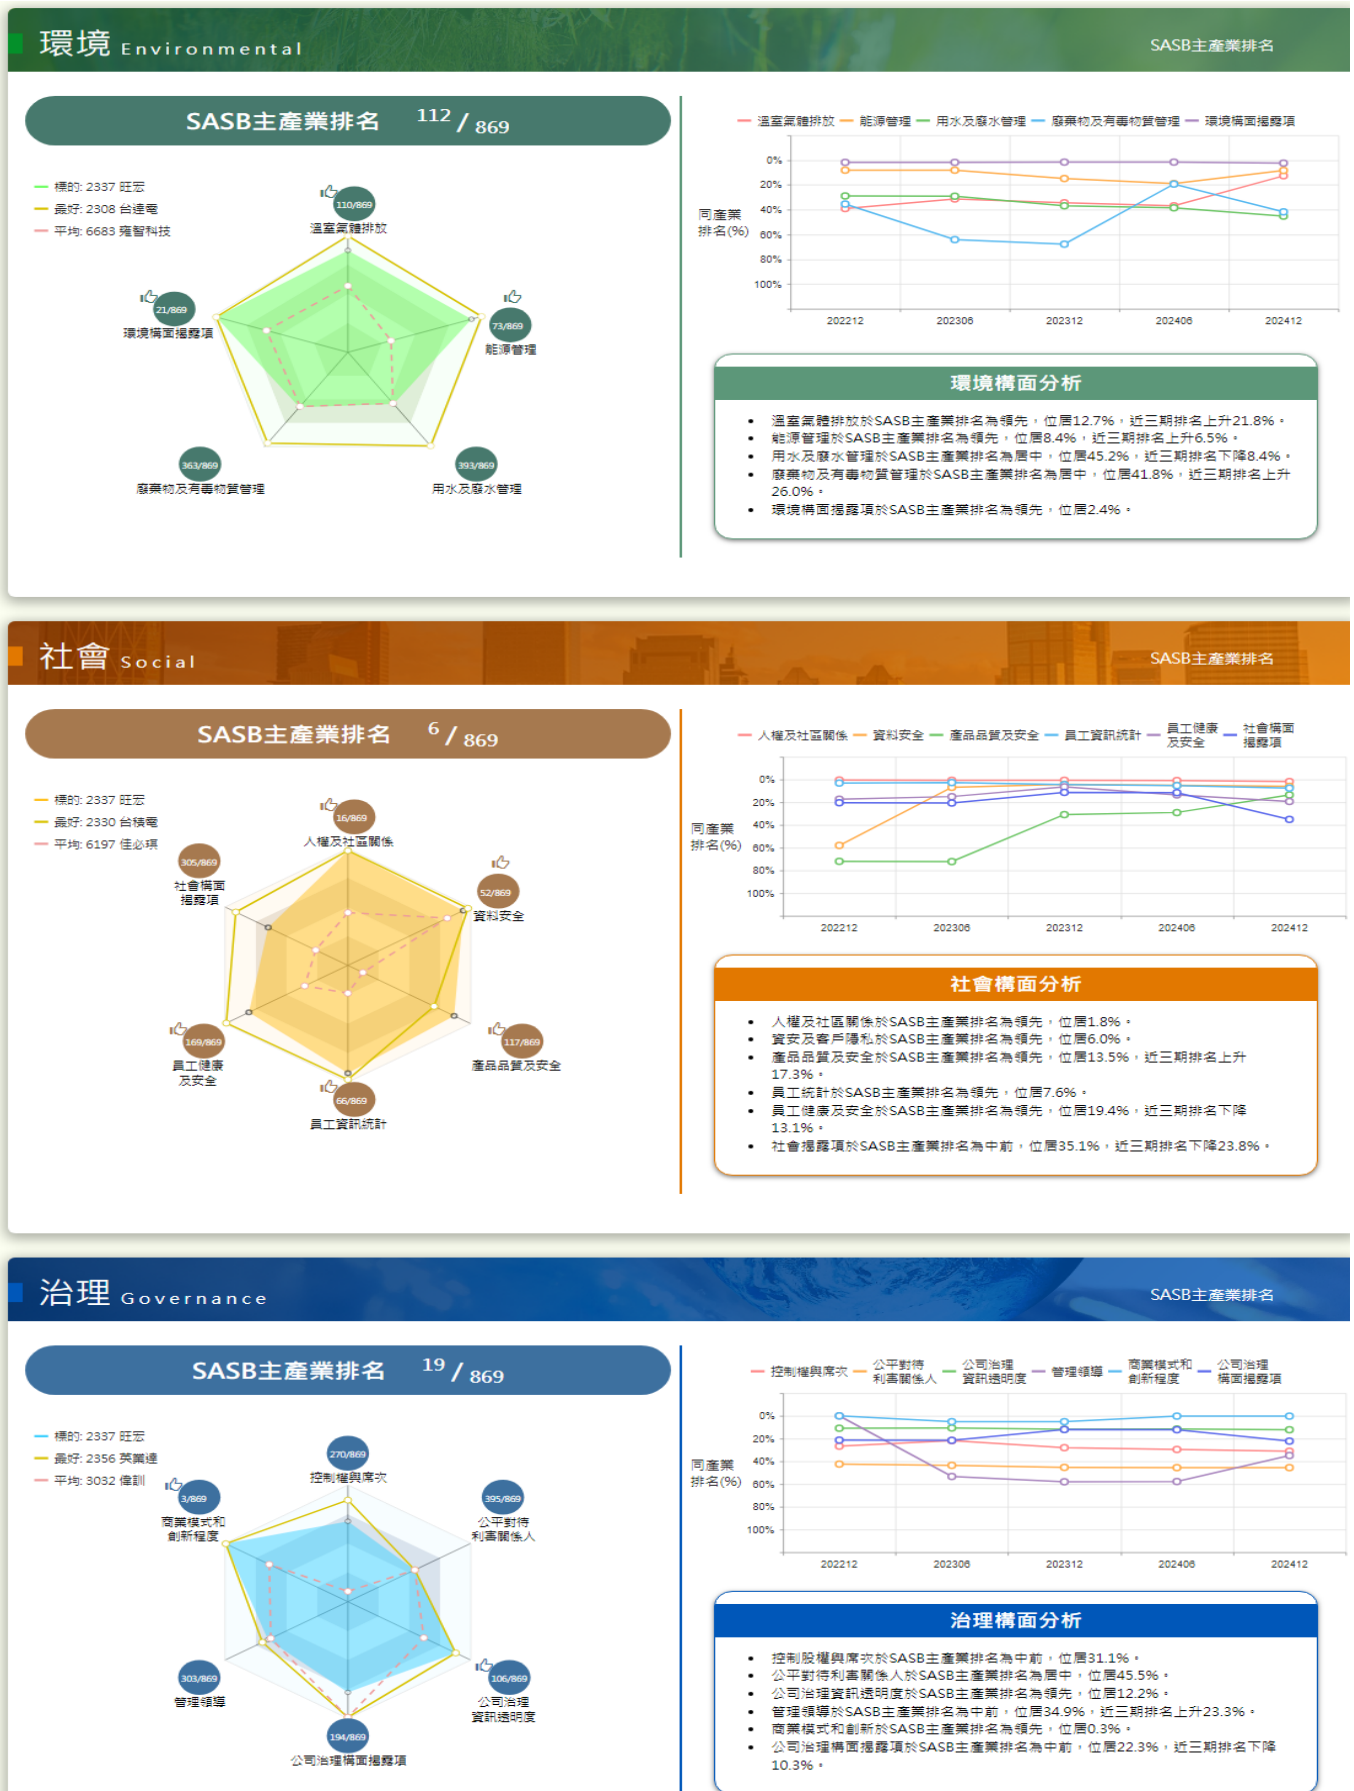 環境 Environmental
SASB主產業排名
SASB主產業排名 112 / 869
標的: 2337 旺宏
最好: 2308 台達電
平均: 6683 雍智科技
110/869
溫室氣體排放
21/869
環境構面揭露項
73/869
能源管理
363/869
廢棄物及有毒物質管理
393/869
用水及廢水管理
溫室氣體排放 能源管理 用水及廢水管理 廢棄物及有毒物質管理 環境構面揭露項
同產業
排名(%)
0%
20%
40%
60%
80%
100%
202212 202306 202312 202406 202412
環境構面分析
• 溫室氣體排放於SASB主產業排名為領先，位居12.7%，近三期排名上升21.8%。
• 能源管理於SASB主產業排名為領先，位居8.4%，近三期排名上升6.5%。
• 用水及廢水管理於SASB主產業排名為居中，位居45.2%，近三期排名下降8.4%。
• 廢棄物及有毒物質管理於SASB主產業排名為居中，位居41.8%，近三期排名上升
26.0%。
• 環境構面揭露項於SASB主產業排名為領先，位居2.4%。
社會 Social
SASB主產業排名
SASB主產業排名 6 / 869
標的: 2337 旺宏
最好: 2330 台積電
平均: 6197 佳必琪
16/869
人權及社區關係
305/869
社會構面
揭露項
52/869
資料安全
169/869
員工健康
及安全
117/869
產品品質及安全
66/869
員工資訊統計
人權及社區關係 資料安全 產品品質及安全 員工資訊統計 員工健康
及安全 社會構面
揭露項
同產業
排名(%)
0%
20%
40%
60%
80%
100%
202212 202306 202312 202406 202412
社會構面分析
• 人權及社區關係於SASB主產業排名為領先，位居1.8%。
• 資安及客戶隱私於SASB主產業排名為領先，位居6.0%。
• 產品品質及安全於SASB主產業排名為領先，位居13.5%，近三期排名上升
17.3%。
• 員工統計於SASB主產業排名為領先，位居7.6%。
• 員工健康及安全於SASB主產業排名為領先，位居19.4%，近三期排名下降
13.1%。
• 社會揭露項於SASB主產業排名為中前，位居35.1%，近三期排名下降23.8%。
治理 Governance
SASB主產業排名
SASB主產業排名 19 / 869
標的: 2337 旺宏
最好: 2356 英業達
平均: 3032 偉訓
270/869
控制權與席次
3/869
商業模式和
創新程度
395/869
公平對待
利害關係人
303/869
管理領導
106/869
公司治理
資訊透明度
194/869
公司治理構面揭露項
控制權與席次 公平對待
利害關係人 公司治理
資訊透明度 管理領導 商業模式和
創新程度 公司治理
構面揭露項
同產業
排名(%)
0%
20%
40%
60%
80%
100%
202212 202306 202312 202406 202412
治理構面分析
• 控制股權與席次於SASB主產業排名為中前，位居31.1%。
• 公平對待利害關係人於SASB主產業排名為居中，位居45.5%。
• 公司治理資訊透明度於SASB主產業排名為領先，位居12.2%。
• 管理領導於SASB主產業排名為中前，位居34.9%，近三期排名上升23.3%。
• 商業模式和創新於SASB主產業排名為領先，位居0.3%。
• 公司治理構面揭露項於SASB主產業排名為中前，位居22.3%，近三期排名下降
10.3%。